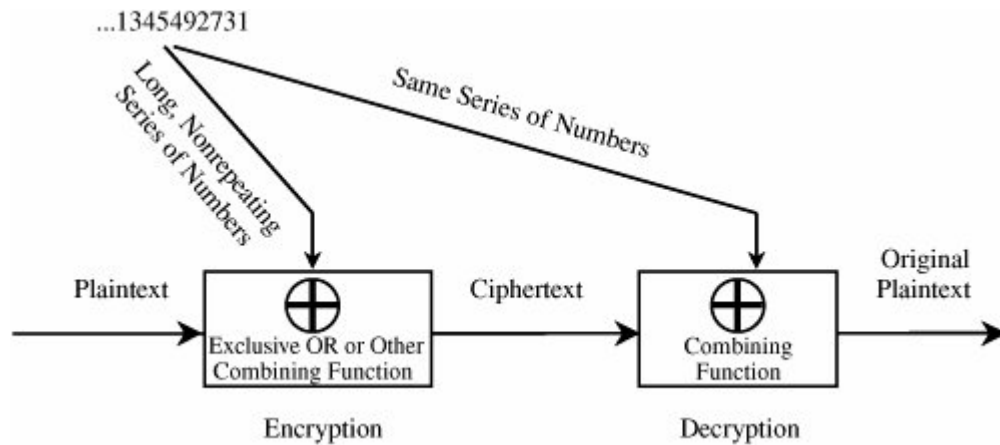 ...1345492731
Long, Nonrepeating
Series of Numbers
Same Series of Numbers
Plaintext
Exclusive OR or Other
Combining Function
Encryption
Ciphertext
Combining
Function
Decryption
Original
Plaintext